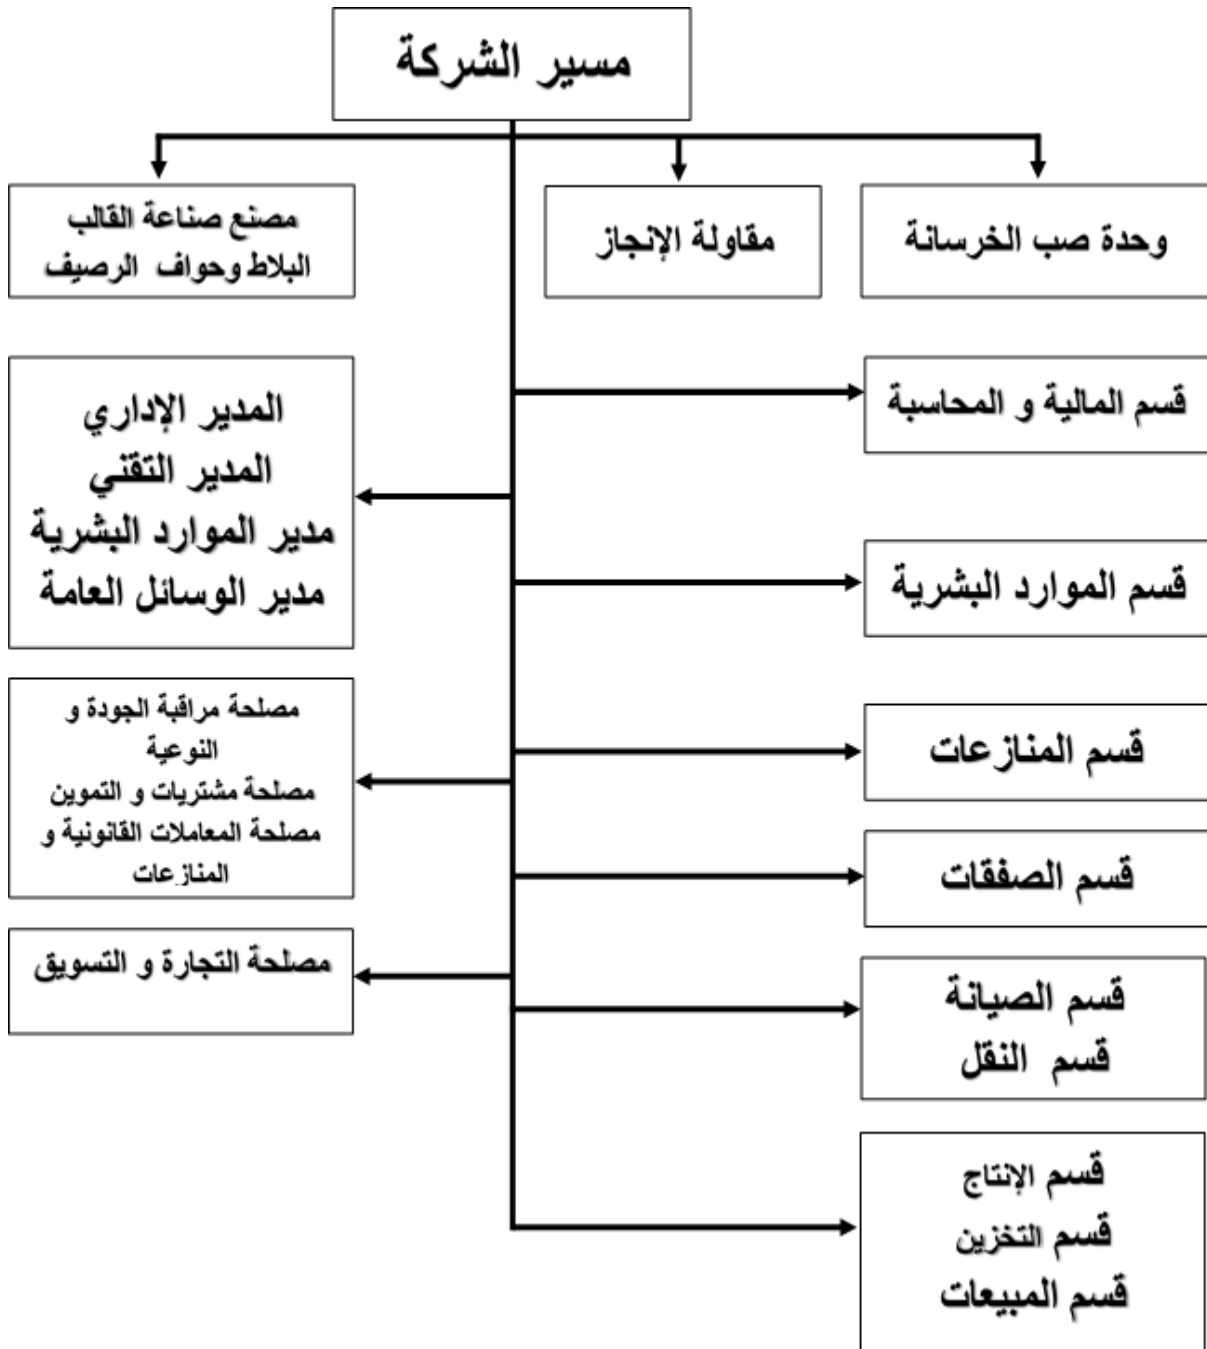 مسير الشركة
وحدة صب الخرسانة
مقاولة الإنجاز
مصنع صناعة القالب
البلاط وحواف الرصيف
قسم المالية و المحاسبة
المدير الإداري
المدير التقني
مدير الموارد البشرية
مدير الوسائل العامة
قسم الموارد البشرية
قسم المنازعات
مصلحة مراقبة الجودة و
النوعية
مصلحة مشتريات و التموين
مصلحة المعاملات القانونية و
المنازعات
قسم الصفقات
مصلحة التجارة و التسويق
قسم الصيانة
قسم النقل
قسم الإنتاج
قسم التخزين
قسم المبيعات